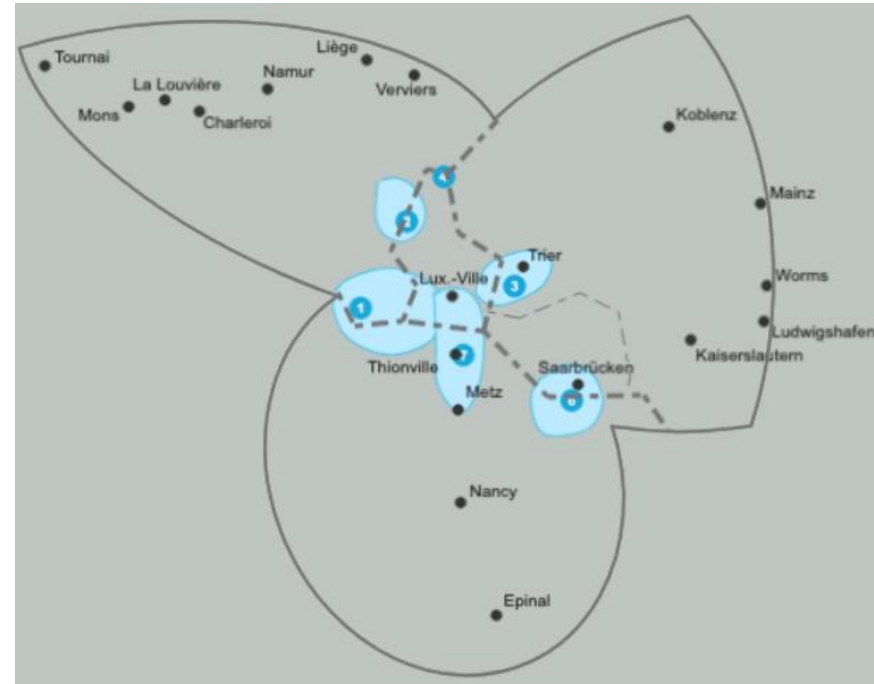 Tournai
Liège
La Louvière
Namur
Verviers
Mons
Charleroi
Koblenz
4
Mainz
2
Trier
Lux.-Ville
Worms
3
1
Ludwigshafen
Kaiserslautern
7
Thionville
Saarbrücken
Metz
6
Nancy
Epinal